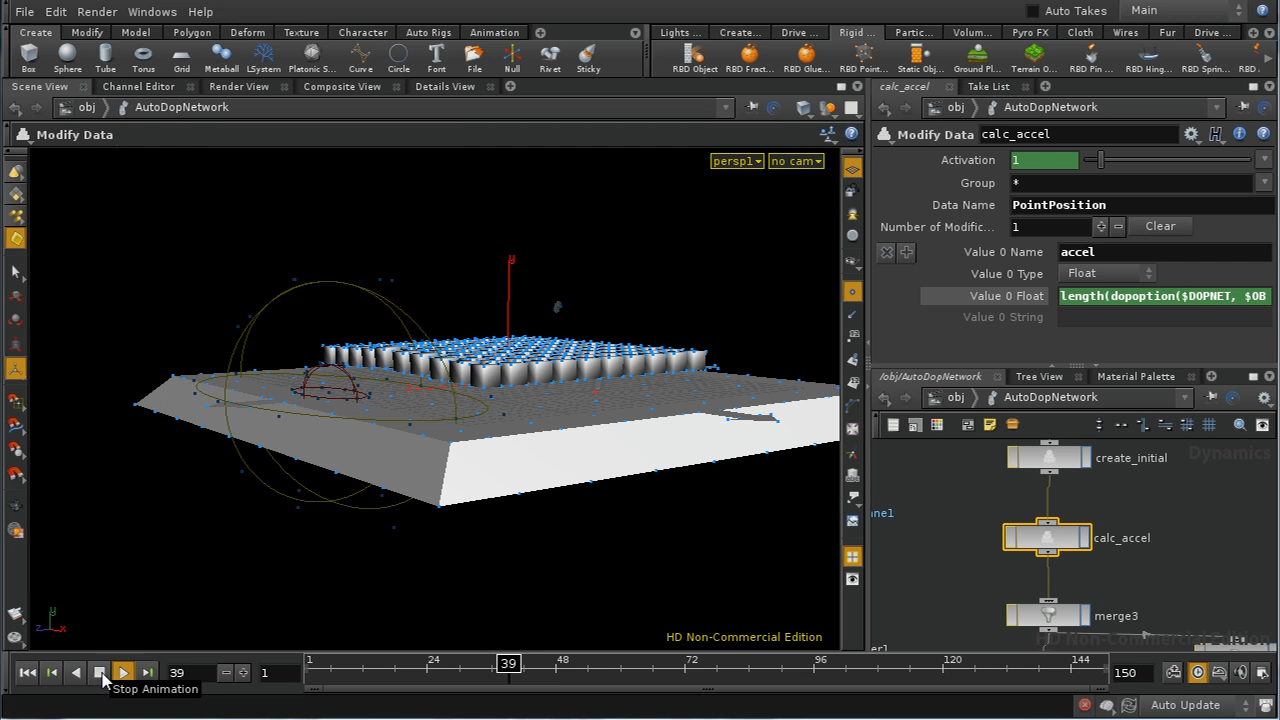 File Edit Render Windows Help Auto Takes Main
Create Modify Model Polygon Deform Texture Character Auto Rigs Animation Lights ... Create... Drive ... Rigid ... Partic... Volum... Pyro FX Cloth Wires Fur Drive ...
Box Sphere Tube Torus Grid Metaball LSystem Platonic S... Curve Circle Font File Null Rivet Sticky RBD Object RBD Fract... RBD Glue... RBD Point... Static Obj... Ground Pl... Terrain O... RBD Pin ... RBD Hing... RBD Sprin... RBD.
Scene View Channel Editor Render View Composite View Details View calc_accel Take List
obj AutoDopNetwork obj AutoDopNetwork
Modify Data Modify Data calc_accel
persp1 no cam
Activation 1
Group *
Data Name PointPosition
Number of Modific... 1 Clear
Value 0 Name accel
Value 0 Type Float
Value 0 Float length(dopoption($DOPNET, $OB
Value 0 String
y
/obj/AutoDopNetwork Tree View Material Palette
obj AutoDopNetwork
create_initial Dynamics
nel
calc_accel
merge3
y
z x
HD Non-Commercial Edition HD Non-Commercial Edition
39 1 1 24 39 48 72 96 120 144 150
Stop Animation
Auto Update